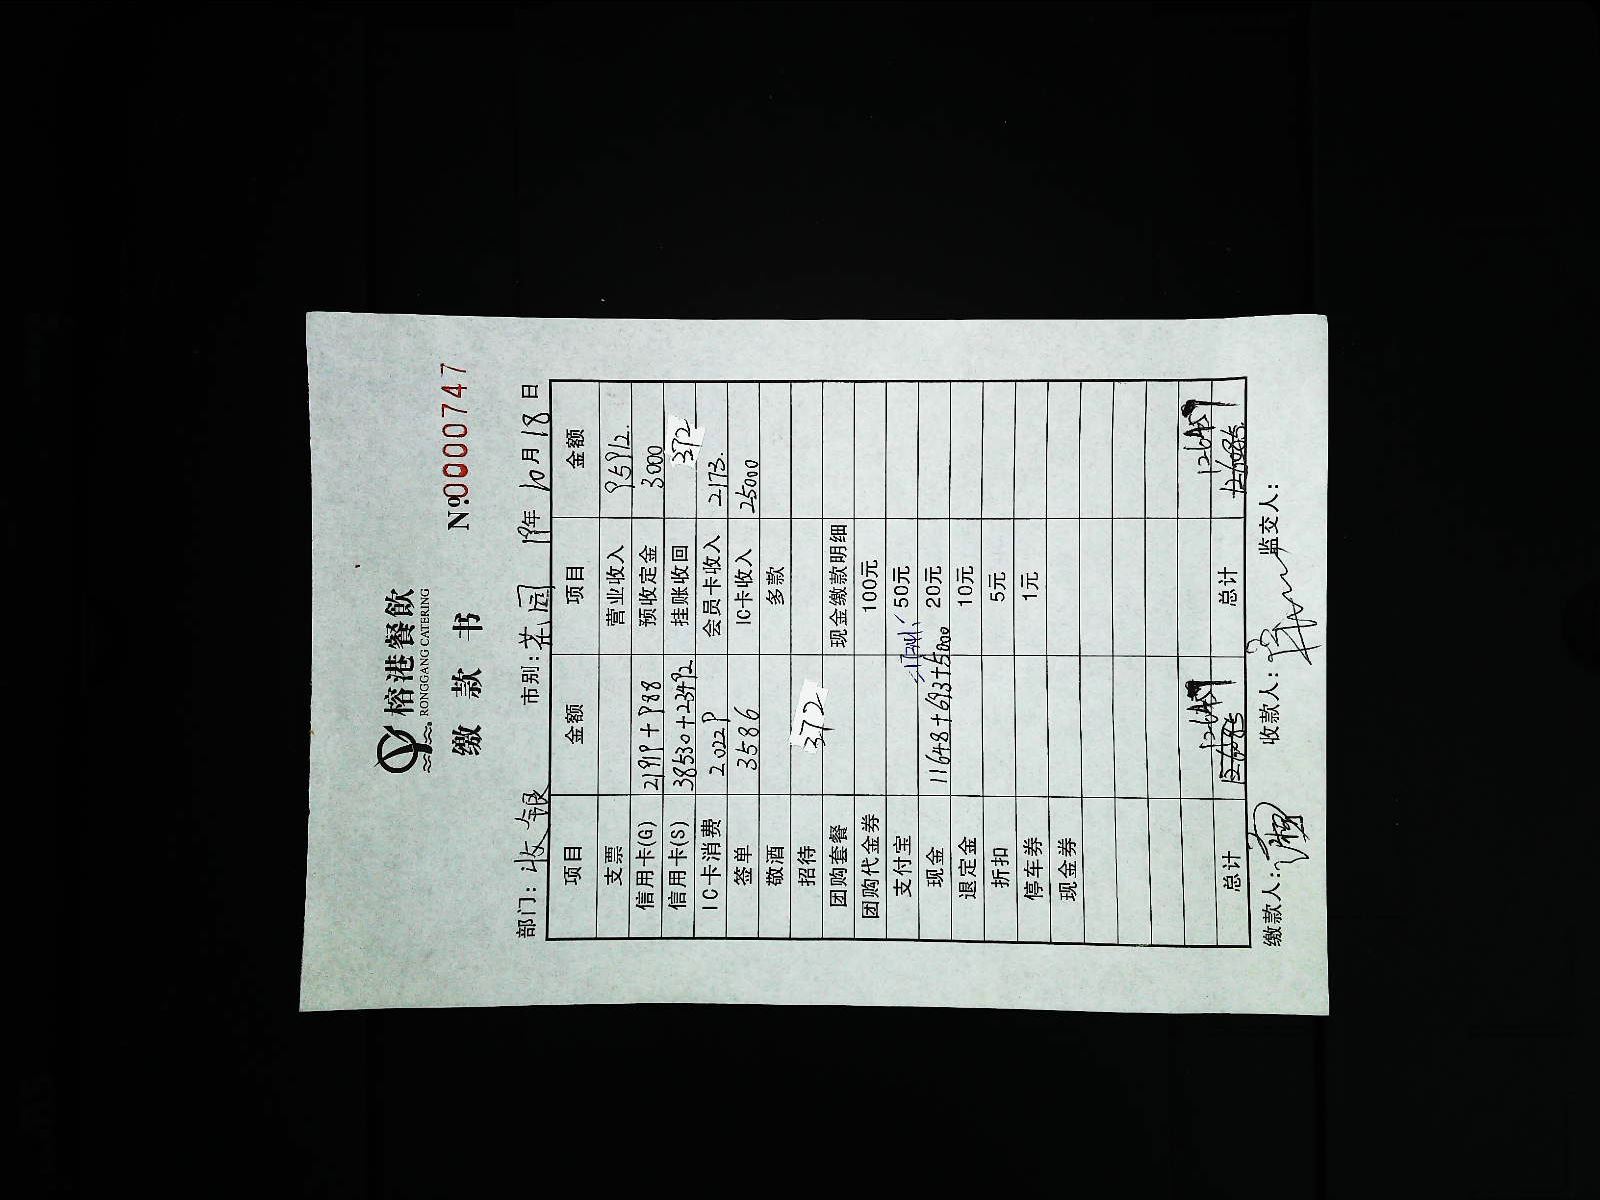 榕港餐飲
RONGGANG CATERING
缴 款 书
№0000747
部门: 收银 市别: 19年 10月18日
项目 金额 项目 金额
支票 营业收入 95912.
信用卡(G) 21919+988 预收定金 3000
信用卡(S) 38530+23492 挂账收回 372
IC卡消费 20229 会员卡收入 2173.
签单 3586 IC卡收入 25000
敬酒 多款
招待 372
团购套餐 现金缴款明细
团购代金券 100元
支付宝 50元
现金 11648+693+5000 20元
退定金 10元
折扣 5元
停车券 1元
现金券
总计 总计
缴款人: 收款人: 监交人: